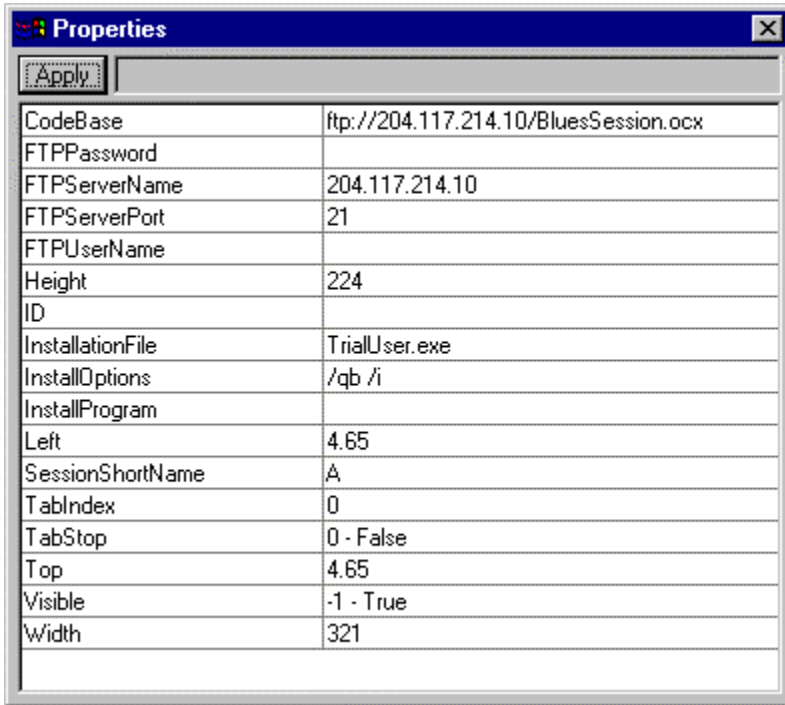 Properties
Apply
CodeBase ftp://204.117.214.10/BluesSession.ocx
FTPPassword
FTPServerName 204.117.214.10
FTPServerPort 21
FTPUserName
Height 224
ID
InstallationFile TrialUser.exe
InstallOptions /qb /i
InstallProgram
Left 4.65
SessionShortName A
TabIndex 0
TabStop 0 - False
Top 4.65
Visible -1 - True
Width 321